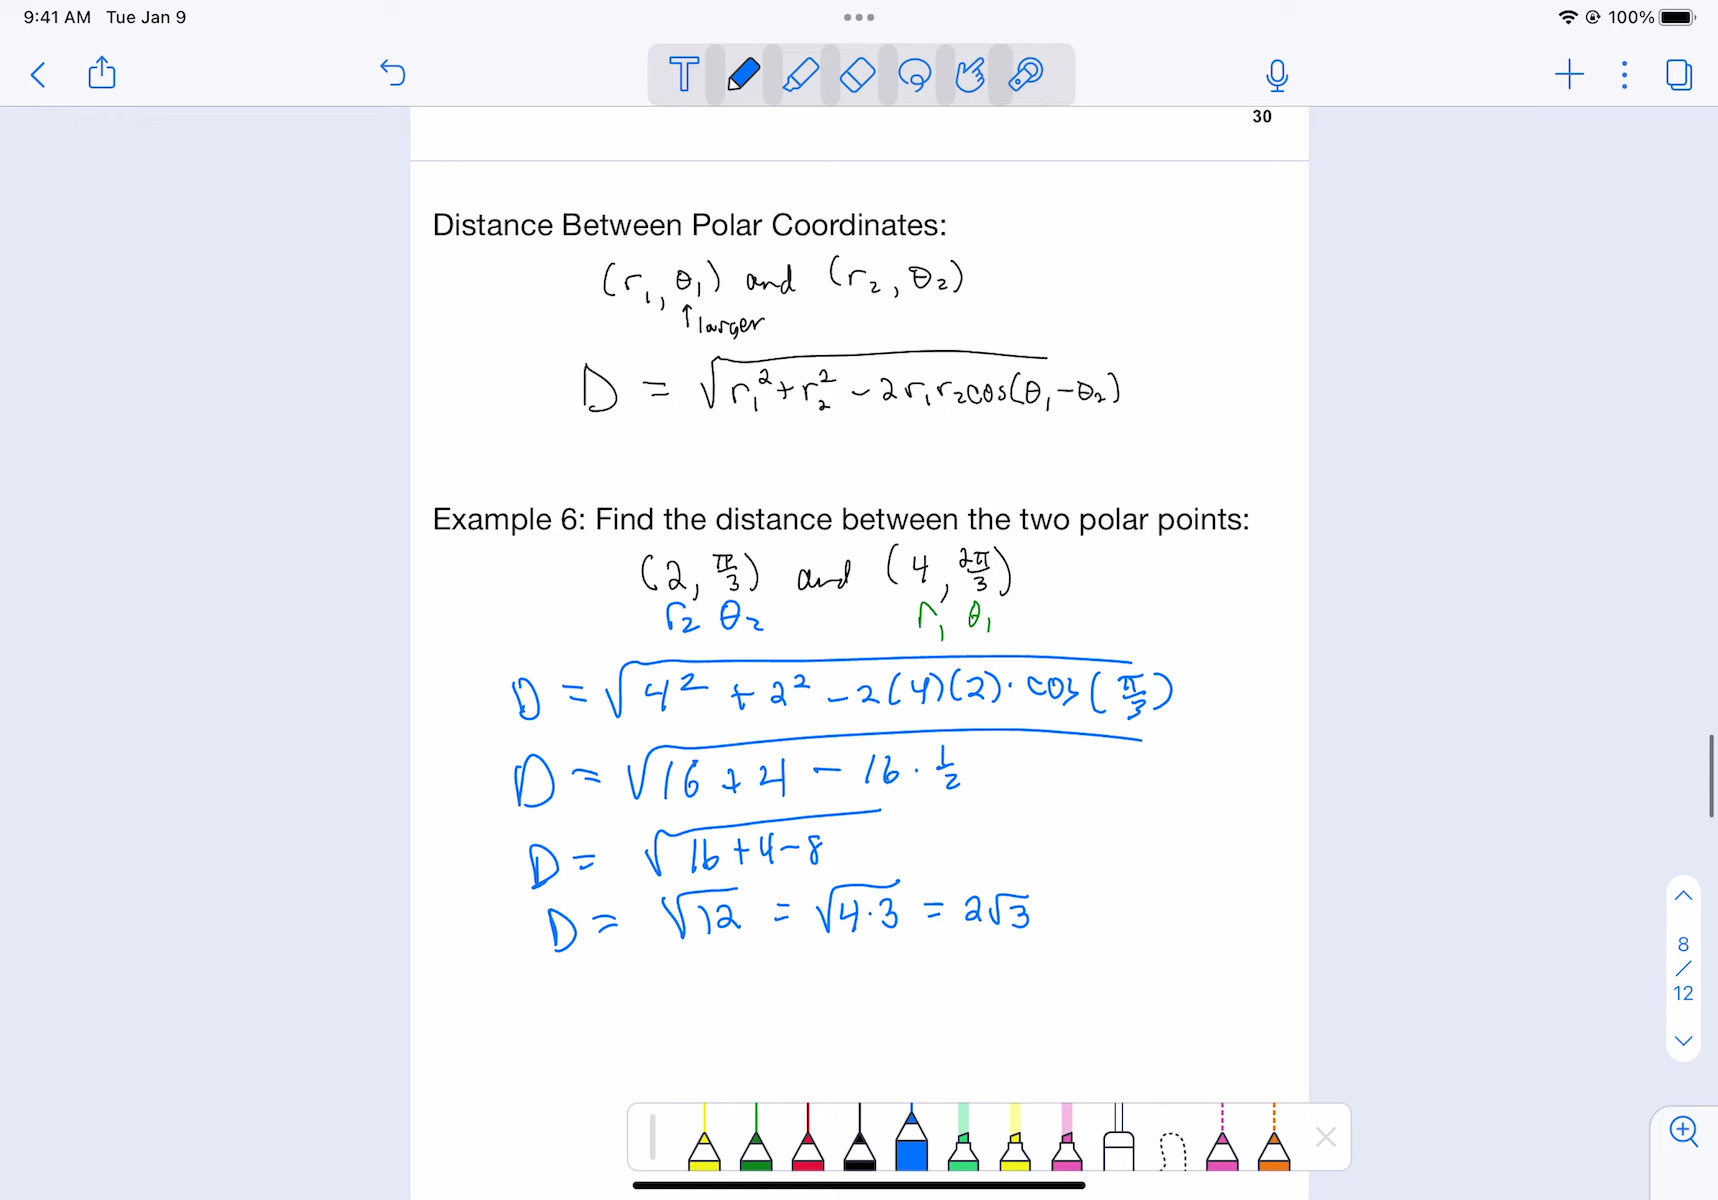 9:41 AM Tue Jan 9
100%
30
Distance Between Polar Coordinates:
(r₁, θ₁) and (r₂, θ₂)
↑ larger
D = √(r₁² + r₂² - 2r₁r₂cos(θ₁-θ₂))
Example 6: Find the distance between the two polar points:
(2, π/3) and (4, 2π/3)
r₂ θ₂ r₁ θ₁
D = √(4² + 2² - 2(4)(2)·cos(π/3))
D = √(16 + 4 - 16 · 1/2)
D = √(16+4-8)
D = √12 = √(4·3) = 2√3
8
/
12